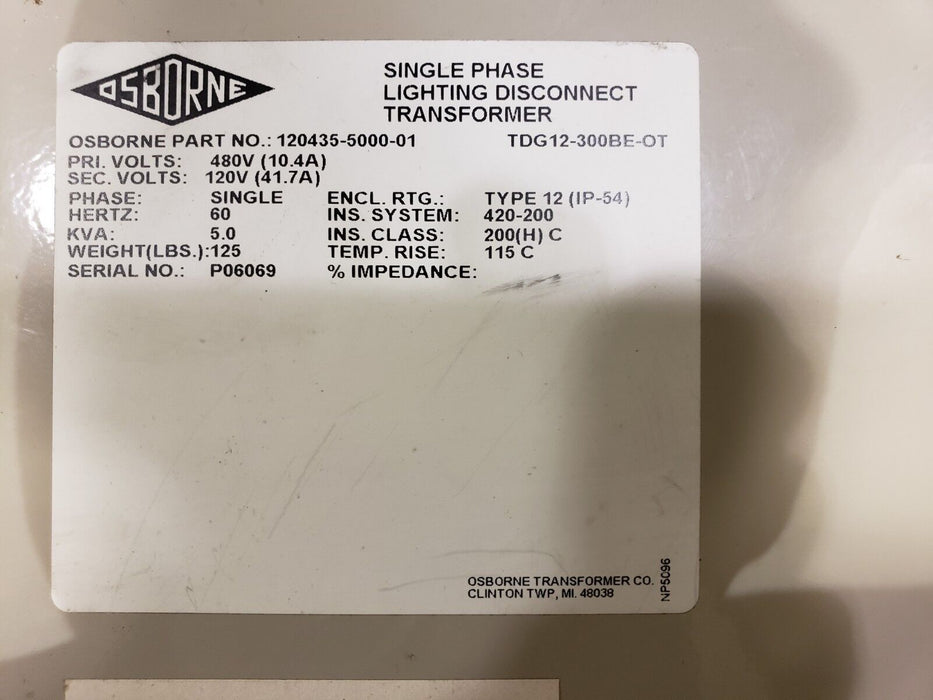 OSBORNE
SINGLE PHASE
LIGHTING DISCONNECT
TRANSFORMER
OSBORNE PART NO.: 120435-5000-01 TDG12-300BE-OT
PRI. VOLTS: 480V (10.4A)
SEC. VOLTS: 120V (41.7A)
PHASE: SINGLE ENCL. RTG.: TYPE 12 (IP-54)
HERTZ: 60 INS. SYSTEM: 420-200
KVA: 5.0 INS. CLASS: 200(H) C
WEIGHT(LBS.):125 TEMP. RISE: 115 C
SERIAL NO.: P06069 % IMPEDANCE:
OSBORNE TRANSFORMER CO.
CLINTON TWP, MI. 48038
NP5096